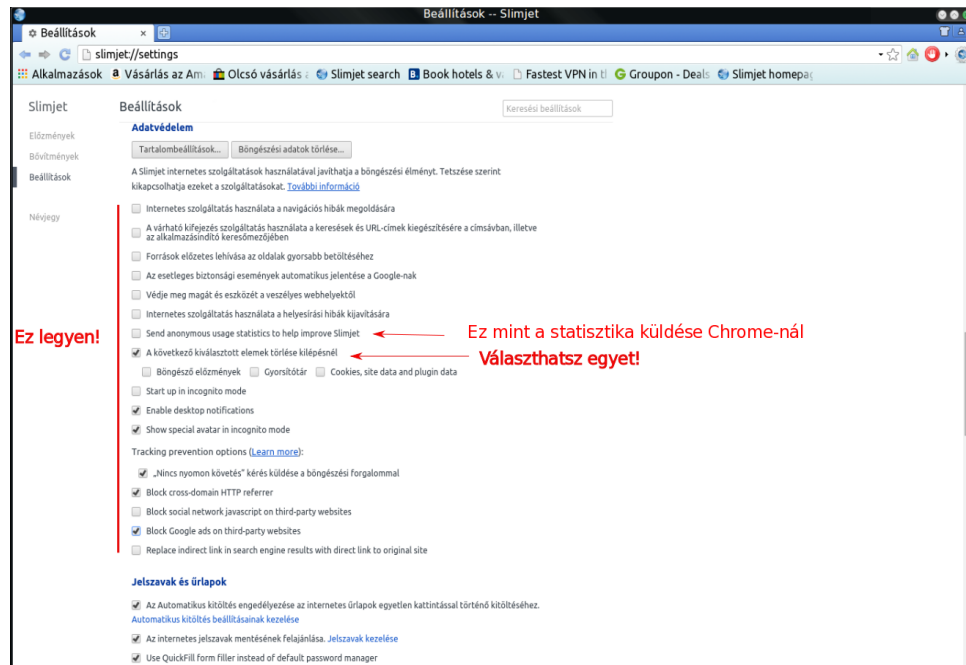 Beállítások -- Slimjet
Beállítások
slimjet://settings
Alkalmazások Vásárlás az Am Olcsó vásárlás Slimjet search Book hotels & v Fastest VPN in t Groupon - Deals Slimjet homepag
Slimjet
Beállítások
Keresési beállítások
Előzmények
Bővítmények
Beállítások
Névjegy
Adatvédelem
Tartalombeállítások... Böngészési adatok törlése...
A Slimjet internetes szolgáltatások használatával javíthatja a böngészési élményt. Tetszése szerint
kikapcsolhatja ezeket a szolgáltatásokat. További információ
Internetes szolgáltatás használata a navigációs hibák megoldására
A várható kifejezés szolgáltatás használata a keresések és URL-címek kiegészítésére a címsávban, illetve
az alkalmazásindító keresőmezőjében
Források előzetes lehívása az oldalak gyorsabb betöltéséhez
Az esetleges biztonsági események automatikus jelentése a Google-nak
Védje meg magát és eszközét a veszélyes webhelyektől
Internetes szolgáltatás használata a helyesírási hibák kijavítására
Send anonymous usage statistics to help improve Slimjet
Ez mint a statisztika küldése Chrome-nál
Ez legyen!
A következő kiválasztott elemek törlése kilépésnél
Választhatsz egyet!
Böngésző előzmények Gyorsítótár Cookies, site data and plugin data
Start up in incognito mode
Enable desktop notifications
Show special avatar in incognito mode
Tracking prevention options (Learn more):
„Nincs nyomon követés” kérés küldése a böngészési forgalommal
Block cross-domain HTTP referrer
Block social network javascript on third-party websites
Block Google ads on third-party websites
Replace indirect link in search engine results with direct link to original site
Jelszavak és űrlapok
Az Automatikus kitöltés engedélyezése az internetes űrlapok egyetlen kattintással történő kitöltéséhez.
Automatikus kitöltés beállításainak kezelése
Az internetes jelszavak mentésének felajánlása. Jelszavak kezelése
Use QuickFill form filler instead of default password manager